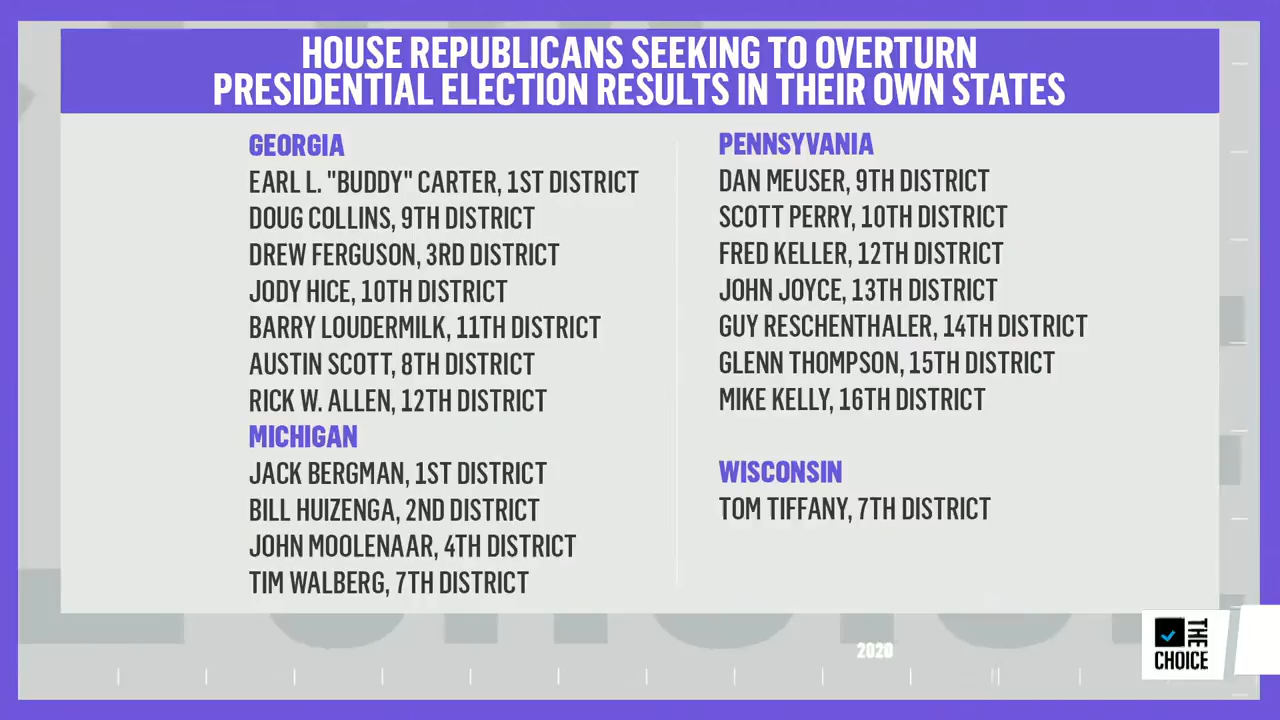 HOUSE REPUBLICANS SEEKING TO OVERTURN
PRESIDENTIAL ELECTION RESULTS IN THEIR OWN STATES
GEORGIA
EARL L. "BUDDY" CARTER, 1ST DISTRICT
DOUG COLLINS, 9TH DISTRICT
DREW FERGUSON, 3RD DISTRICT
JODY HICE, 10TH DISTRICT
BARRY LOUDERMILK, 11TH DISTRICT
AUSTIN SCOTT, 8TH DISTRICT
RICK W. ALLEN, 12TH DISTRICT
MICHIGAN
JACK BERGMAN, 1ST DISTRICT
BILL HUIZENGA, 2ND DISTRICT
JOHN MOOLENAAR, 4TH DISTRICT
TIM WALBERG, 7TH DISTRICT
PENNSYVANIA
DAN MEUSER, 9TH DISTRICT
SCOTT PERRY, 10TH DISTRICT
FRED KELLER, 12TH DISTRICT
JOHN JOYCE, 13TH DISTRICT
GUY RESCHENTHALER, 14TH DISTRICT
GLENN THOMPSON, 15TH DISTRICT
MIKE KELLY, 16TH DISTRICT
WISCONSIN
TOM TIFFANY, 7TH DISTRICT
2020
THE
CHOICE